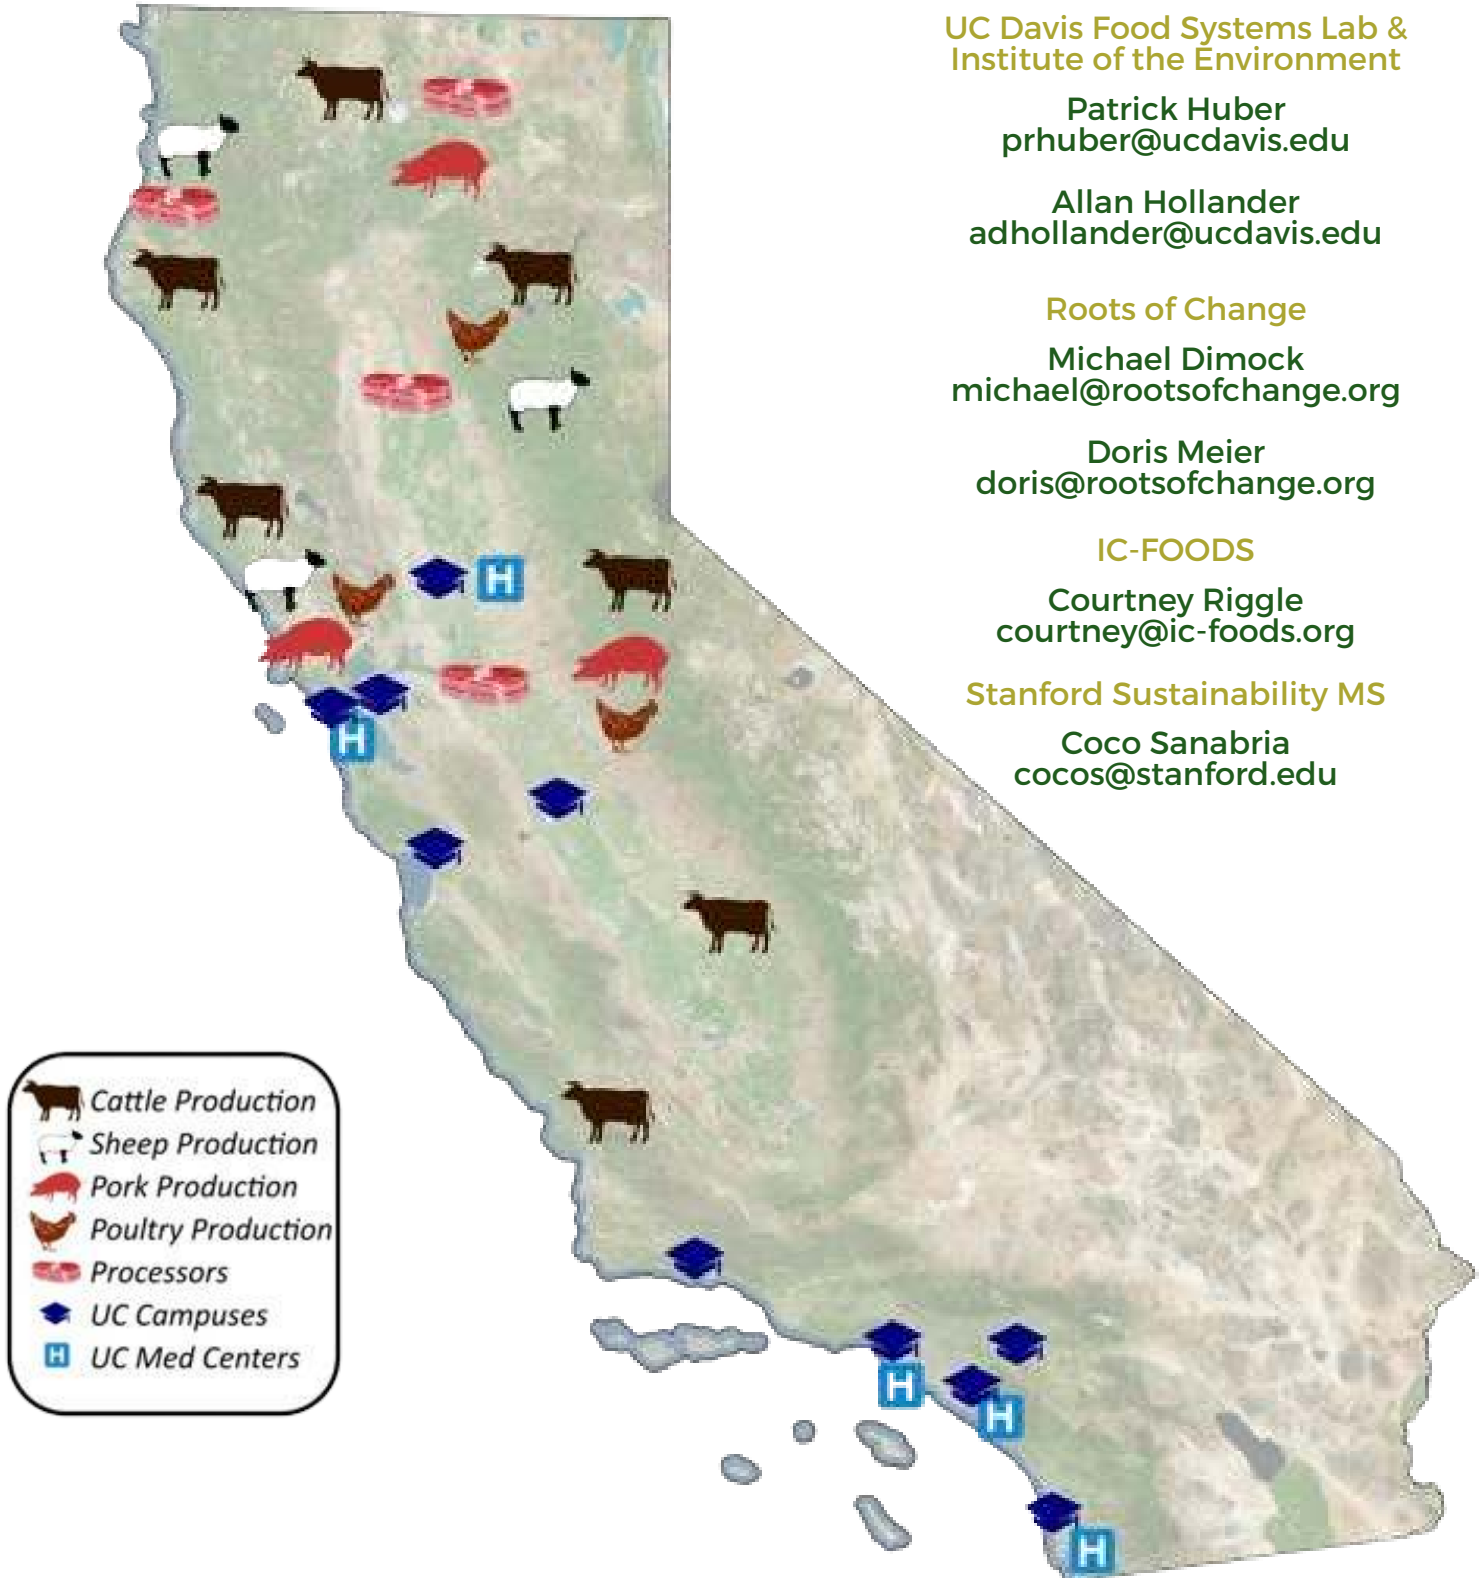 UC Davis Food Systems Lab &
Institute of the Environment
Patrick Huber
prhuber@ucdavis.edu
Allan Hollander
adhollander@ucdavis.edu
Roots of Change
Michael Dimock
michael@rootsofchange.org
Doris Meier
doris@rootsofchange.org
IC-FOODS
Courtney Riggle
courtney@ic-foods.org
Stanford Sustainability MS
Coco Sanabria
cocos@stanford.edu
H
H
H
H
H
Cattle Production
Sheep Production
Pork Production
Poultry Production
Processors
UC Campuses
H UC Med Centers